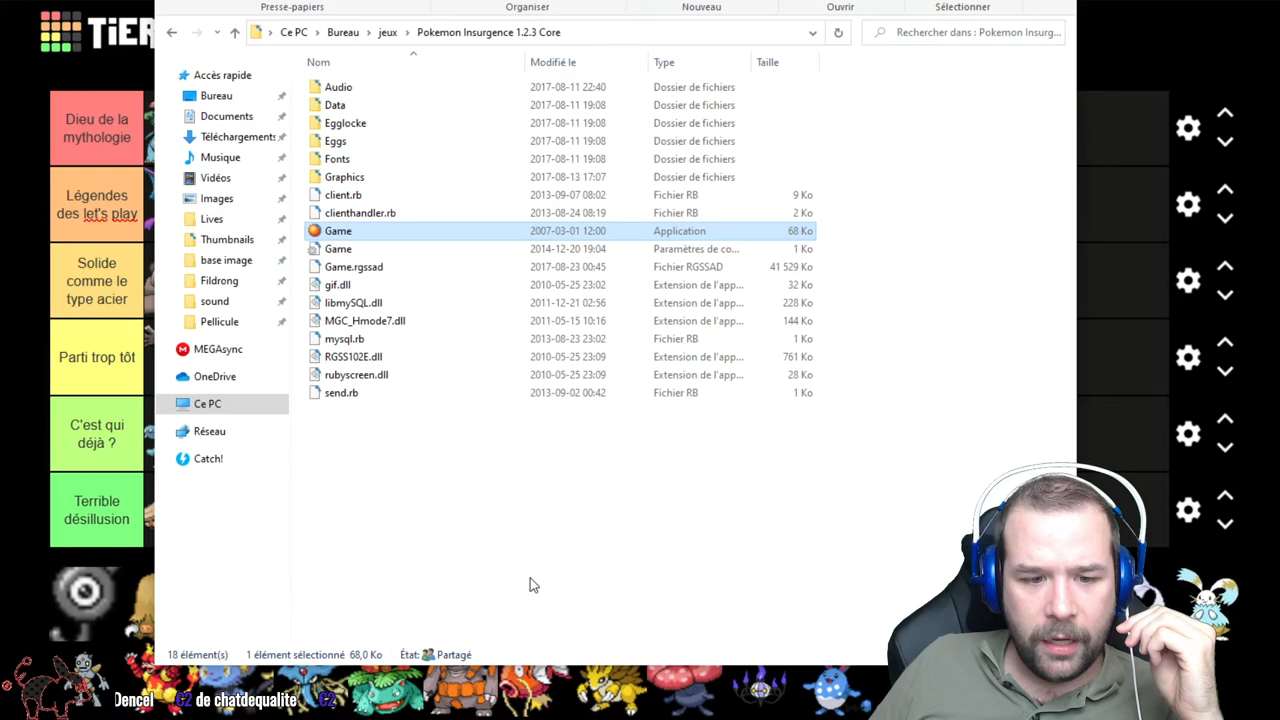 Presse-papiers Organiser Nouveau Ouvrir Sélectionner
TiER
Ce PC Bureau jeux Pokemon Insurgence 1.2.3 Core Rechercher dans : Pokemon Insurg...
Nom Modifié le Type Taille
Accès rapide
Bureau
Documents
Téléchargements
Musique
Vidéos
Images
Lives
Thumbnails
base image
Fildrong
sound
Pellicule
MEGAsync
OneDrive
Ce PC
Réseau
Catch!
Audio 2017-08-11 22:40 Dossier de fichiers
Data 2017-08-11 19:08 Dossier de fichiers
Egglocke 2017-08-11 19:08 Dossier de fichiers
Eggs 2017-08-11 19:08 Dossier de fichiers
Fonts 2017-08-11 19:08 Dossier de fichiers
Graphics 2017-08-13 17:07 Dossier de fichiers
client.rb 2013-09-07 08:02 Fichier RB 9 Ko
clienthandler.rb 2013-08-24 08:19 Fichier RB 2 Ko
Game 2007-03-01 12:00 Application 68 Ko
Game 2014-12-20 19:04 Paramètres de co... 1 Ko
Game.rgssad 2017-08-23 00:45 Fichier RGSSAD 41 529 Ko
gif.dll 2010-05-25 23:02 Extension de l'app... 32 Ko
libmySQL.dll 2011-12-21 02:56 Extension de l'app... 228 Ko
MGC_Hmode7.dll 2011-05-15 10:16 Extension de l'app... 144 Ko
mysql.rb 2013-08-23 23:02 Fichier RB 1 Ko
RGSS102E.dll 2010-05-25 23:09 Extension de l'app... 761 Ko
rubyscreen.dll 2010-05-25 23:09 Extension de l'app... 28 Ko
send.rb 2013-09-02 00:42 Fichier RB 1 Ko
Dieu de la
mythologie
Légendes
des let's play
Solide
comme le
type acier
Parti trop tôt
C'est qui
déjà ?
Terrible
désillusion
18 élément(s) 1 élément sélectionné 68,0 Ko État: Partagé
Dencel C2 de chatdequalite C2